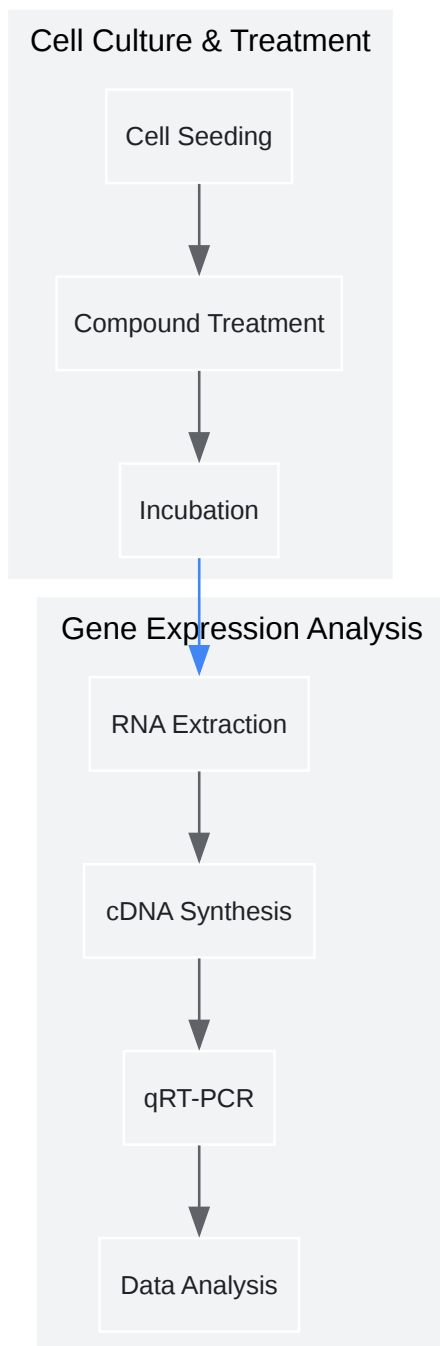 Cell Culture & Treatment
Cell Seeding
Compound Treatment
Incubation
Gene Expression Analysis
RNA Extraction
cDNA Synthesis
qRT-PCR
Data Analysis